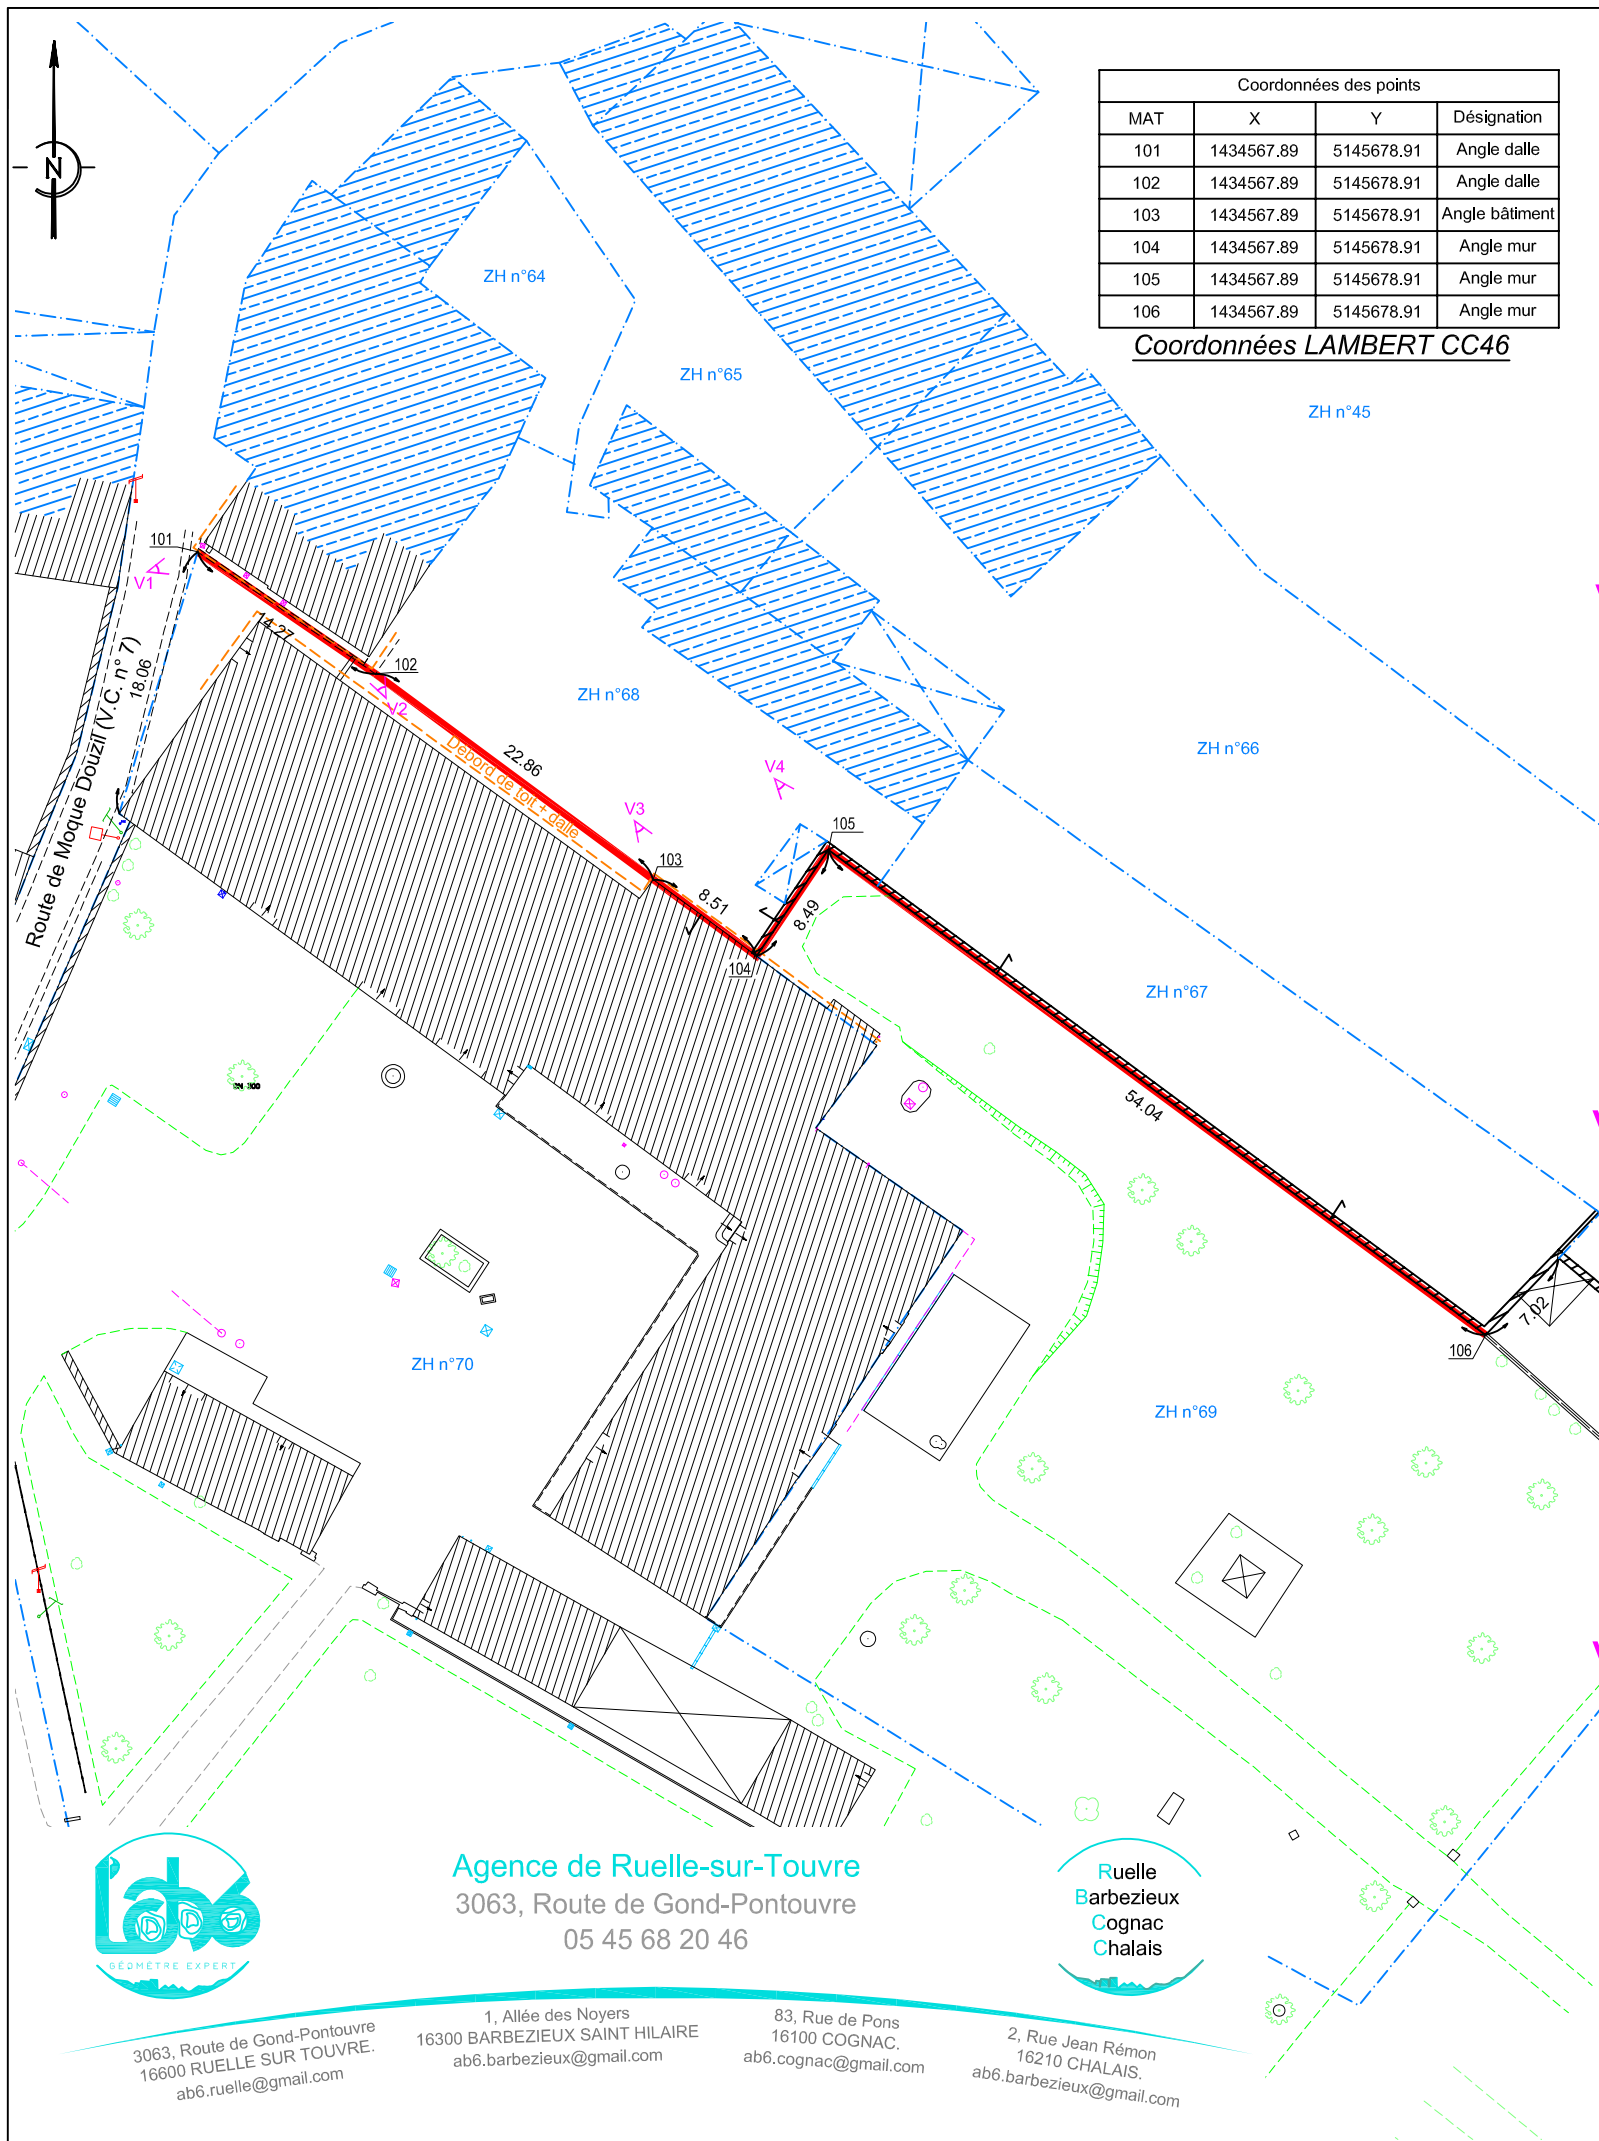 N
Coordonnées des points
MAT X Y Désignation
101 1434567.89 5145678.91 Angle dalle
102 1434567.89 5145678.91 Angle dalle
103 1434567.89 5145678.91 Angle bâtiment
104 1434567.89 5145678.91 Angle mur
105 1434567.89 5145678.91 Angle mur
106 1434567.89 5145678.91 Angle mur
Coordonnées LAMBERT CC46
ZH n°64
ZH n°65
ZH n°45
101
V1
14.27
102
V2
18.06
Route de Moque Douzil (V.C. n° 7)
ZH n°68
ZH n°66
22.86
Débord de toit + dalle
V4
V3
105
103
8.51
8.49
104
ZH n°67
54.04
7.02
106
ZH n°70
ZH n°69
L'ab6
GÉOMÈTRE EXPERT
Agence de Ruelle-sur-Touvre
3063, Route de Gond-Pontouvre
05 45 68 20 46
Ruelle
Barbezieux
Cognac
Chalais
3063, Route de Gond-Pontouvre
16600 RUELLE SUR TOUVRE.
ab6.ruelle@gmail.com
1, Allée des Noyers
16300 BARBEZIEUX SAINT HILAIRE
ab6.barbezieux@gmail.com
83, Rue de Pons
16100 COGNAC.
ab6.cognac@gmail.com
2, Rue Jean Rémon
16210 CHALAIS.
ab6.barbezieux@gmail.com